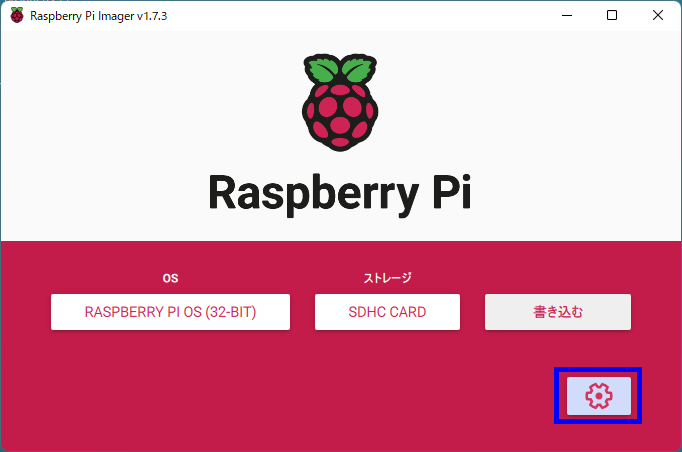 Raspberry Pi Imager v1.7.3
Raspberry Pi
OS
ストレージ
RASPBERRY PI OS (32-BIT)
SDHC CARD
書き込む